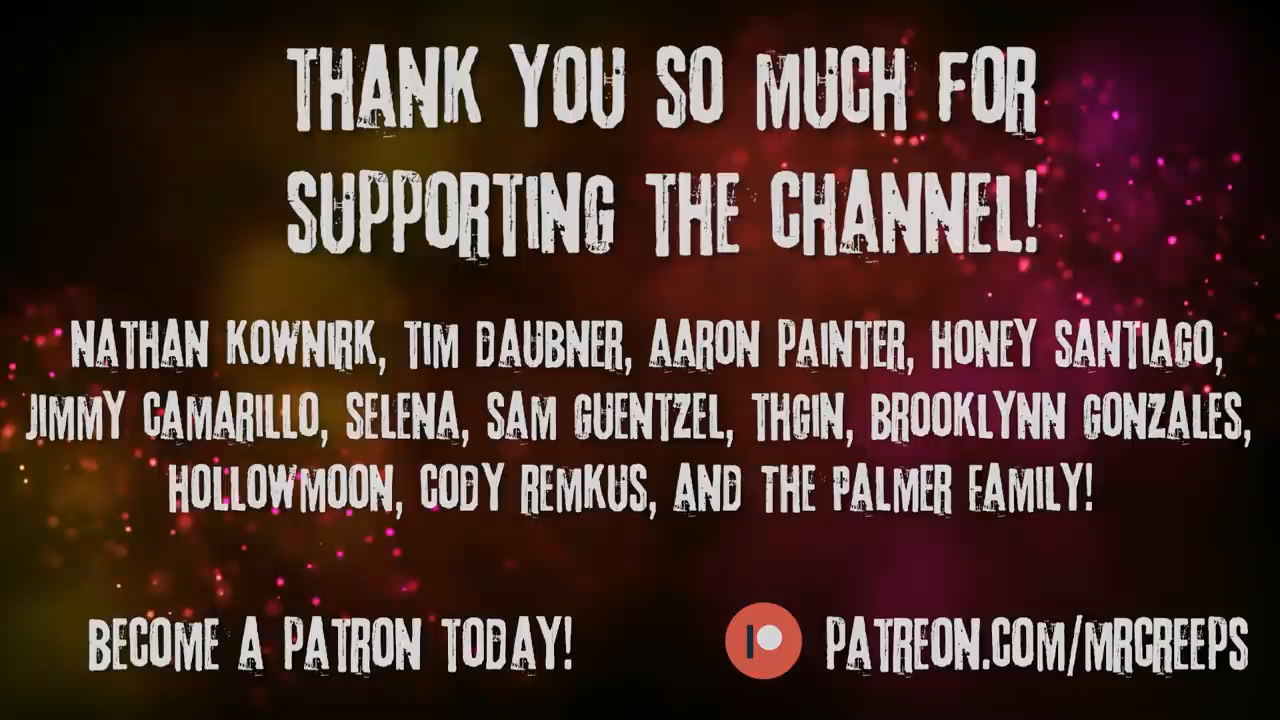 THANK YOU SO MUCH FOR
SUPPORTING THE CHANNEL!
NATHAN KOWNIRK, TIM DAUBNER, AARON PAINTER, HONEY SANTIAGO,
JIMMY CAMARILLO, SELENA, SAM GUENTZEL, THGIN, BROOKLYNN GONZALES,
HOLLOWMOON, CODY REMKUS, AND THE PALMER FAMILY!
BECOME A PATRON TODAY!
PATREON.COM/MRCREEPS